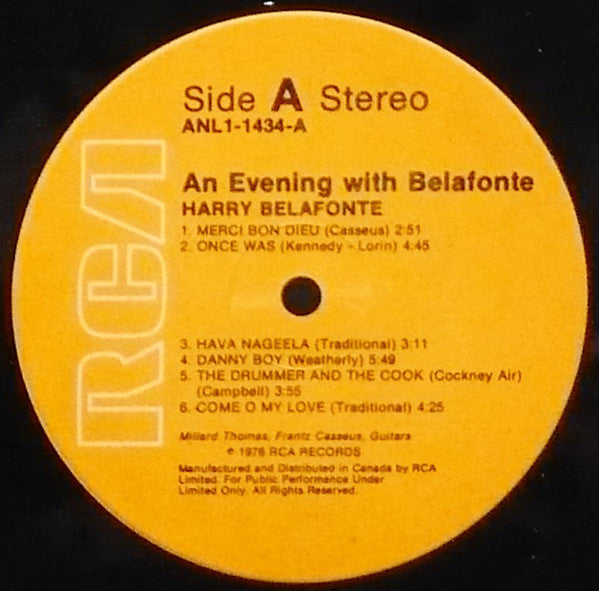 RCA
Side A Stereo
ANL1-1434-A
An Evening with Belafonte
HARRY BELAFONTE
1. MERCI BON DIEU (Casseus) 2:51
2. ONCE WAS (Kennedy - Lorin) 4:45
3. HAVA NAGEELA (Traditional) 3:11
4. DANNY BOY (Weatherly) 5:49
5. THE DRUMMER AND THE COOK (Cockney Air)
(Campbell) 3:55
6. COME O MY LOVE (Traditional) 4:25
Millard Thomas, Frantz Casseus, Guitars
℗ 1976 RCA RECORDS
Manufactured and Distributed in Canada by RCA
Limited. For Public Performance Under
Limited Only. All Rights Reserved.